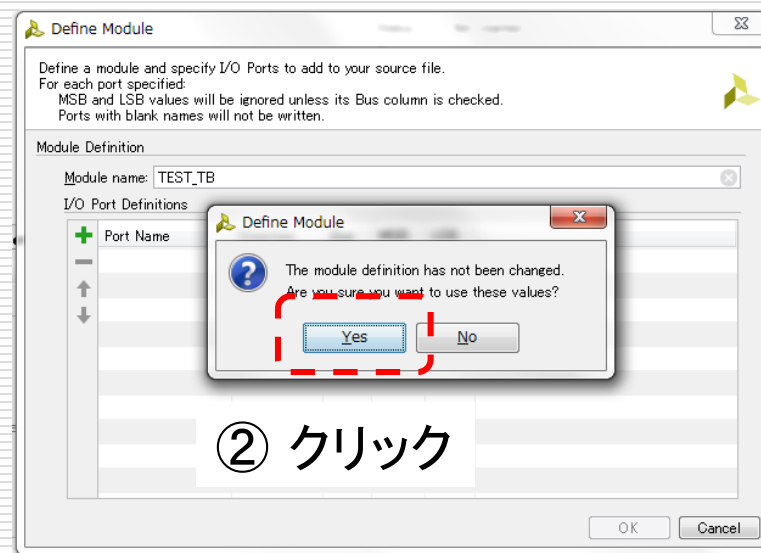 Define Module
Define a module and specify I/O Ports to add to your source file.
For each port specified:
MSB and LSB values will be ignored unless its Bus column is checked.
Ports with blank names will not be written.
Module Definition
Module name: TEST_TB
I/O Port Definitions
Port Name
Define Module
The module definition has not been changed.
Are you sure you want to use these values?
Yes
No
② クリック
OK
Cancel